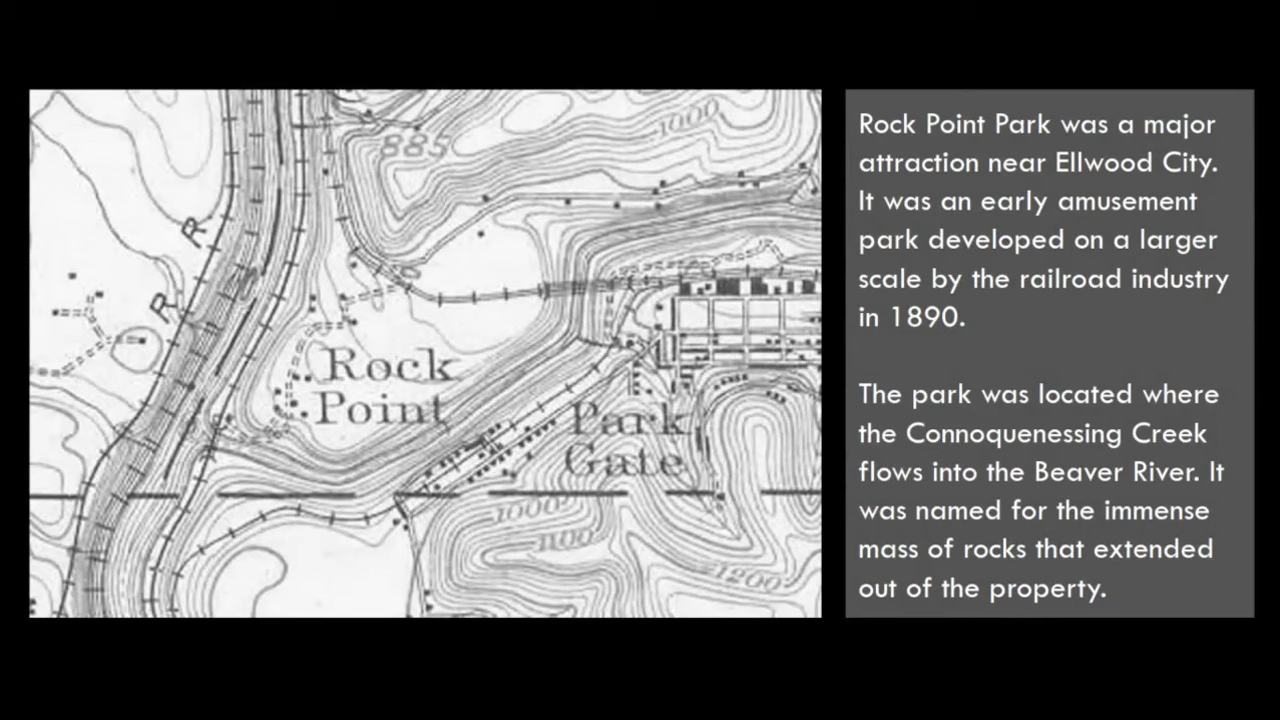 885
1000
R
R
Rock
Point
Park
Gate
1000
1100
1200
Rock Point Park was a major
attraction near Ellwood City.
It was an early amusement
park developed on a larger
scale by the railroad industry
in 1890.
The park was located where
the Connoquenessing Creek
flows into the Beaver River. It
was named for the immense
mass of rocks that extended
out of the property.